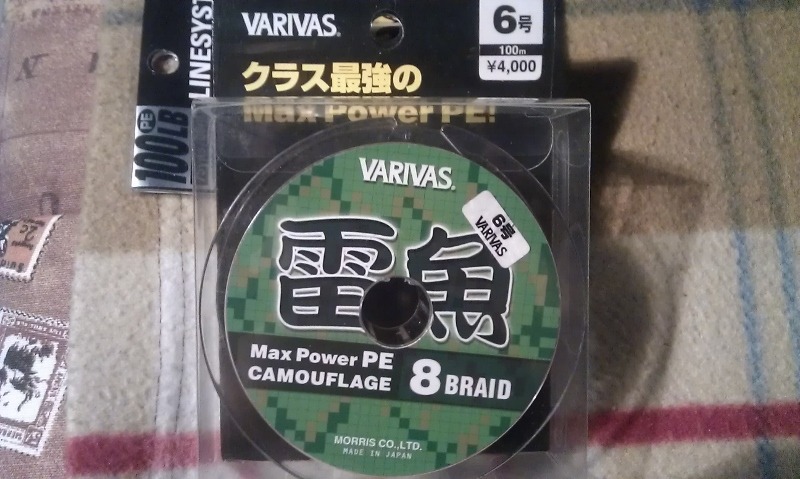 VARIVAS®
6号
100m
¥4,000
クラス最強の
Max Power PE!
LINESYST
PE
100LB
VARIVAS®
6号
VARIVAS
雷魚
Max Power PE
CAMOUFLAGE
8 BRAID
MORRIS CO.,LTD.
MADE IN JAPAN